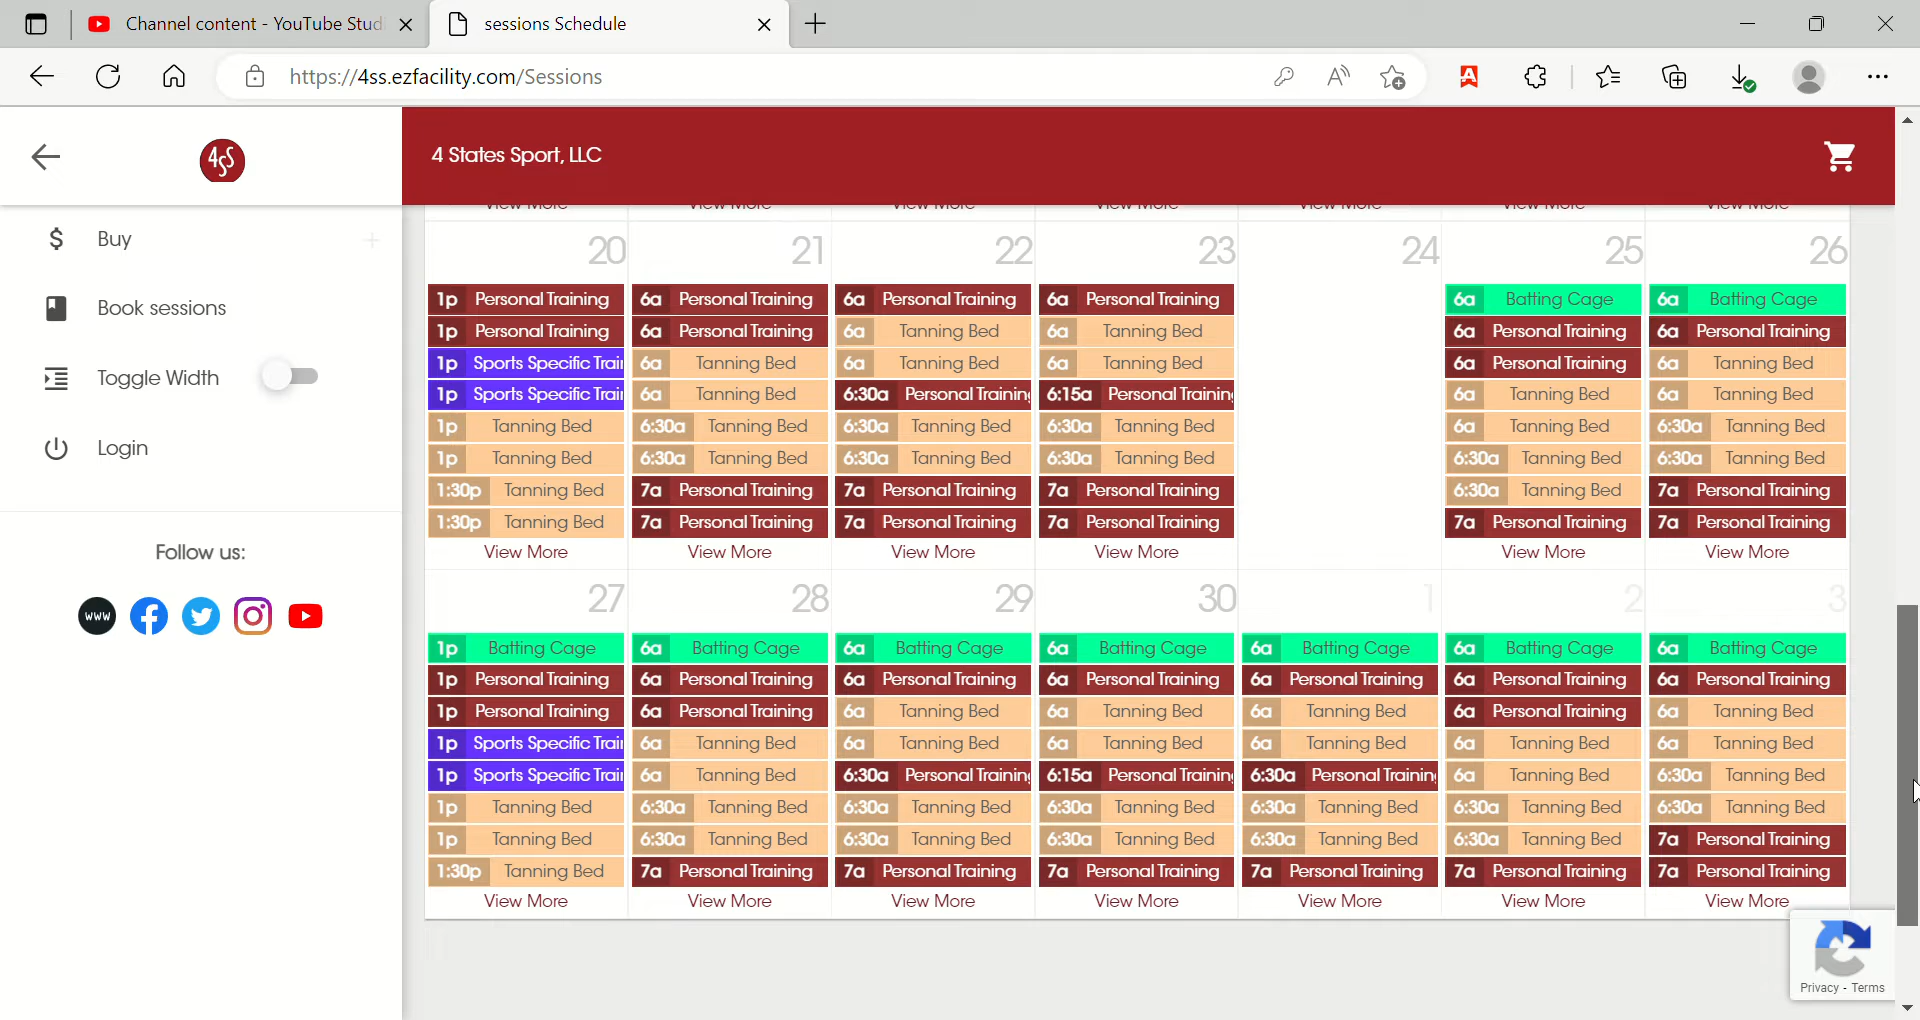 Channel content - YouTube Stud
sessions Schedule
https://4ss.ezfacility.com/Sessions
4SS
4 States Sport, LLC
Buy
Book sessions
Toggle Width
Login
Follow us:
www
View More View More View More View More View More View More View More
20 21 22 23 24 25 26
1p Personal Training 6a Personal Training 6a Personal Training 6a Personal Training 6a Batting Cage 6a Batting Cage
1p Personal Training 6a Personal Training 6a Tanning Bed 6a Tanning Bed 6a Personal Training 6a Personal Training
1p Sports Specific Trai 6a Tanning Bed 6a Tanning Bed 6a Tanning Bed 6a Personal Training 6a Tanning Bed
1p Sports Specific Trai 6a Tanning Bed 6:30a Personal Training 6:15a Personal Training 6a Tanning Bed 6a Tanning Bed
1p Tanning Bed 6:30a Tanning Bed 6:30a Tanning Bed 6:30a Tanning Bed 6a Tanning Bed 6:30a Tanning Bed
1p Tanning Bed 6:30a Tanning Bed 6:30a Tanning Bed 6:30a Tanning Bed 6:30a Tanning Bed 6:30a Tanning Bed
1:30p Tanning Bed 7a Personal Training 7a Personal Training 7a Personal Training 6:30a Tanning Bed 7a Personal Training
1:30p Tanning Bed 7a Personal Training 7a Personal Training 7a Personal Training 7a Personal Training 7a Personal Training
View More View More View More View More View More View More
27 28 29 30 1 2 3
1p Batting Cage 6a Batting Cage 6a Batting Cage 6a Batting Cage 6a Batting Cage 6a Batting Cage 6a Batting Cage
1p Personal Training 6a Personal Training 6a Personal Training 6a Personal Training 6a Personal Training 6a Personal Training 6a Personal Training
1p Personal Training 6a Personal Training 6a Tanning Bed 6a Tanning Bed 6a Tanning Bed 6a Personal Training 6a Tanning Bed
1p Sports Specific Trai 6a Tanning Bed 6a Tanning Bed 6a Tanning Bed 6a Tanning Bed 6a Tanning Bed 6a Tanning Bed
1p Sports Specific Trai 6a Tanning Bed 6:30a Personal Training 6:15a Personal Training 6:30a Personal Training 6a Tanning Bed 6:30a Tanning Bed
1p Tanning Bed 6:30a Tanning Bed 6:30a Tanning Bed 6:30a Tanning Bed 6:30a Tanning Bed 6:30a Tanning Bed 6:30a Tanning Bed
1p Tanning Bed 6:30a Tanning Bed 6:30a Tanning Bed 6:30a Tanning Bed 6:30a Tanning Bed 6:30a Tanning Bed 7a Personal Training
1:30p Tanning Bed 7a Personal Training 7a Personal Training 7a Personal Training 7a Personal Training 7a Personal Training 7a Personal Training
View More View More View More View More View More View More View More
Privacy - Terms